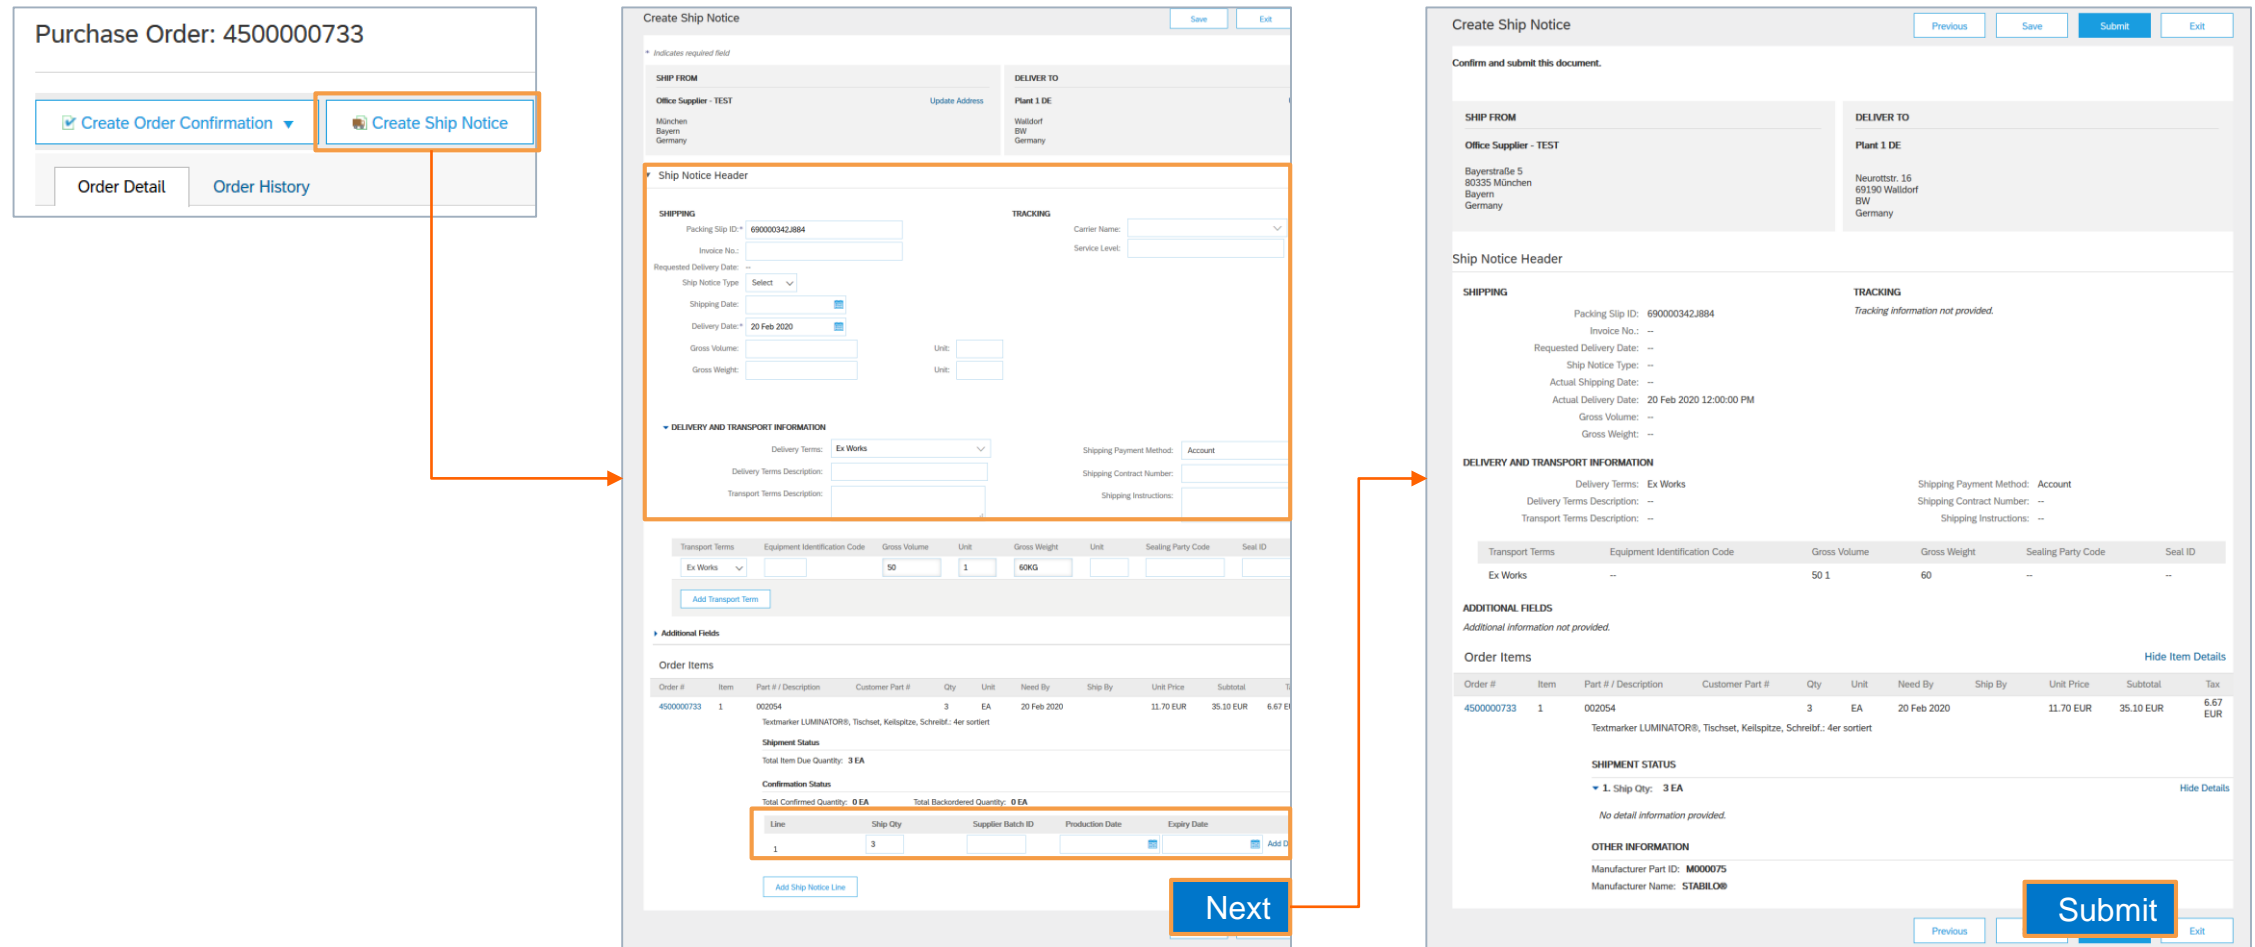 Purchase Order: 4500000733
Create Order Confirmation
Create Ship Notice
Order Detail
Order History
Create Ship Notice
Save
Exit
* Indicates required field
SHIP FROM
DELIVER TO
Office Supplier - TEST
Update Address
Plant 1 DE
München
Bayern
Germany
Walldorf
BW
Germany
Ship Notice Header
SHIPPING
TRACKING
Packing Slip ID:* 690000342J884
Carrier Name:
Invoice No.:
Service Level:
Requested Delivery Date: --
Ship Notice Type Select
Shipping Date:
Delivery Date:* 20 Feb 2020
Gross Volume: Unit:
Gross Weight: Unit:
DELIVERY AND TRANSPORT INFORMATION
Delivery Terms: Ex Works
Shipping Payment Method: Account
Delivery Terms Description:
Shipping Contract Number:
Transport Terms Description:
Shipping Instructions:
Transport Terms Equipment Identification Code Gross Volume Unit Gross Weight Unit Sealing Party Code Seal ID
Ex Works 50 1 60KG
Add Transport Term
Additional Fields
Order Items
Order # Item Part # / Description Customer Part # Qty Unit Need By Ship By Unit Price Subtotal
4500000733 1 002054 3 EA 20 Feb 2020 11.70 EUR 35.10 EUR 6.67 E
Textmarker LUMINATOR®, Tischset, Keilspitze, Schreibf.: 4er sortiert
Shipment Status
Total Item Due Quantity: 3 EA
Confirmation Status
Total Confirmed Quantity: 0 EA Total Backordered Quantity: 0 EA
Line Ship Qty Supplier Batch ID Production Date Expiry Date
1 3 Add D
Add Ship Notice Line
Next
Create Ship Notice
Previous
Save
Submit
Exit
Confirm and submit this document.
SHIP FROM
DELIVER TO
Office Supplier - TEST
Plant 1 DE
Bayerstraße 5
80335 München
Bayern
Germany
Neurottstr. 16
69190 Walldorf
BW
Germany
Ship Notice Header
SHIPPING
TRACKING
Packing Slip ID: 690000342J884
Tracking information not provided.
Invoice No.: --
Requested Delivery Date: --
Ship Notice Type: --
Actual Shipping Date: --
Actual Delivery Date: 20 Feb 2020 12:00:00 PM
Gross Volume: --
Gross Weight: --
DELIVERY AND TRANSPORT INFORMATION
Delivery Terms: Ex Works
Shipping Payment Method: Account
Delivery Terms Description: --
Shipping Contract Number: --
Transport Terms Description: --
Shipping Instructions: --
Transport Terms Equipment Identification Code Gross Volume Gross Weight Sealing Party Code Seal ID
Ex Works -- 50 1 60 -- --
ADDITIONAL FIELDS
Additional information not provided.
Order Items
Hide Item Details
Order # Item Part # / Description Customer Part # Qty Unit Need By Ship By Unit Price Subtotal Tax
4500000733 1 002054 3 EA 20 Feb 2020 11.70 EUR 35.10 EUR 6.67 EUR
Textmarker LUMINATOR®, Tischset, Keilspitze, Schreibf.: 4er sortiert
SHIPMENT STATUS
1. Ship Qty: 3 EA
Hide Details
No detail information provided.
OTHER INFORMATION
Manufacturer Part ID: M000075
Manufacturer Name: STABILO®
Submit
Previous
Exit